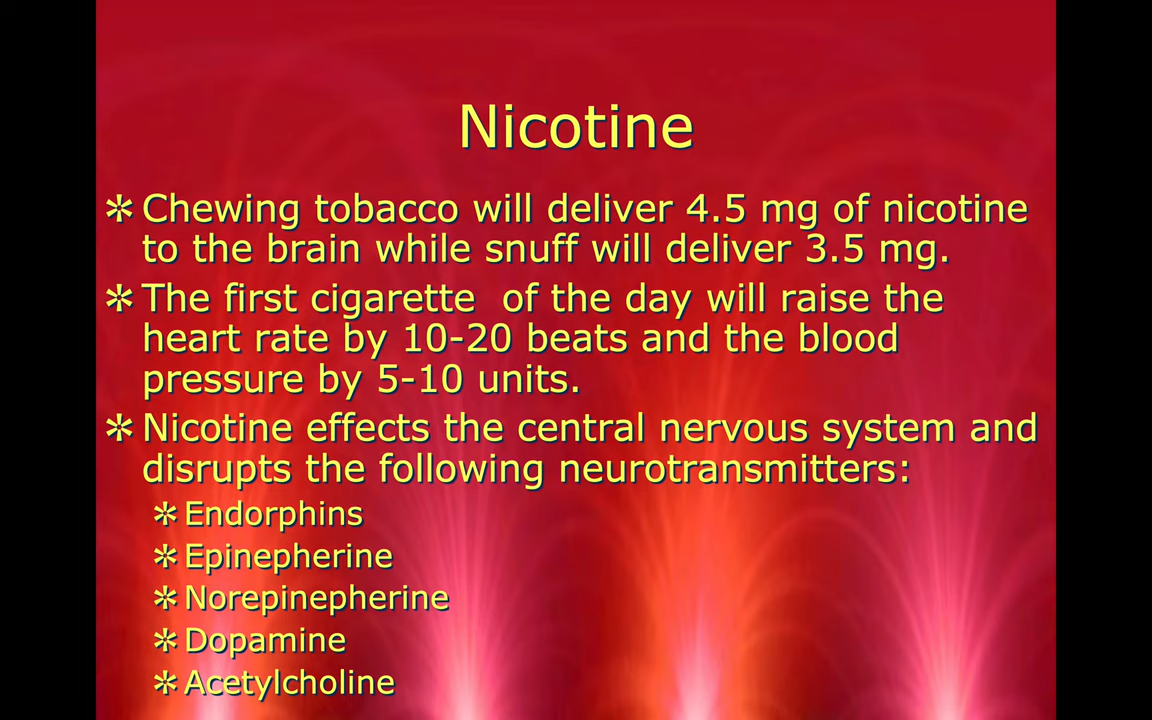 Nicotine
✲ Chewing tobacco will deliver 4.5 mg of nicotine
to the brain while snuff will deliver 3.5 mg.
✲ The first cigarette  of the day will raise the
heart rate by 10-20 beats and the blood
pressure by 5-10 units.
✲ Nicotine effects the central nervous system and
disrupts the following neurotransmitters:
✲ Endorphins
✲ Epinepherine
✲ Norepinepherine
✲ Dopamine
✲ Acetylcholine